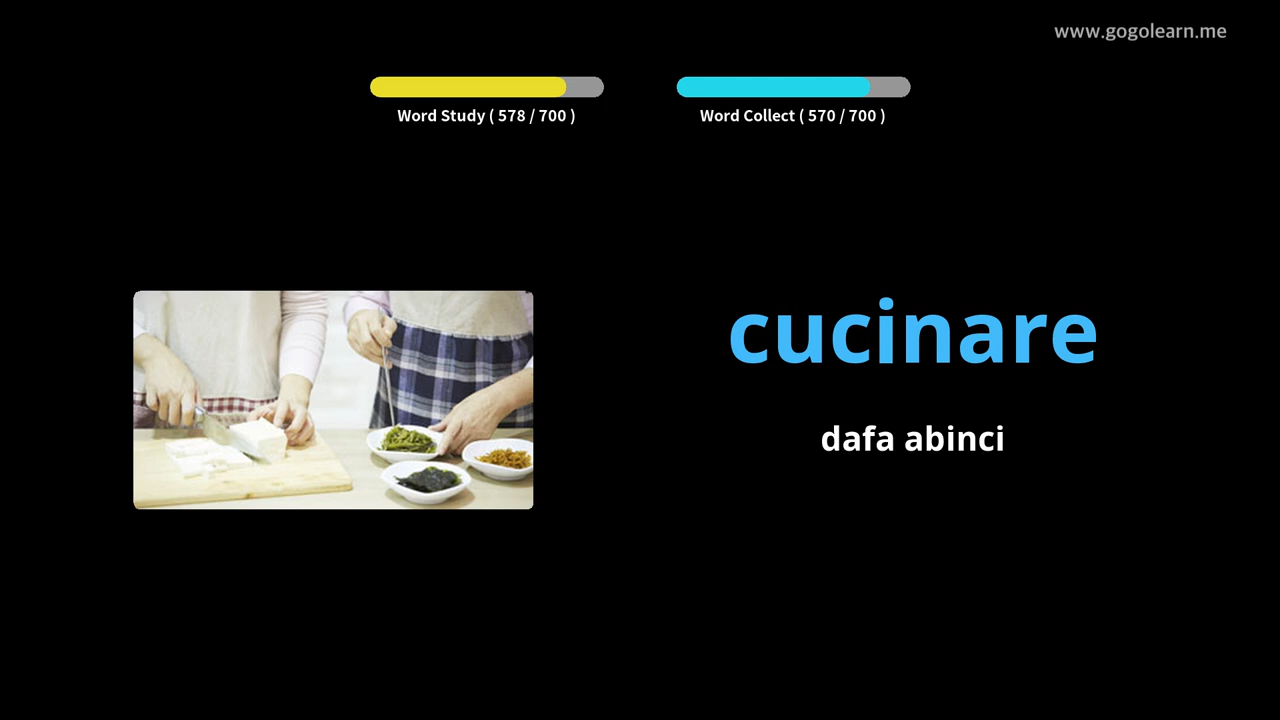 www.gogolearn.me
Word Study ( 578 / 700 )
Word Collect ( 570 / 700 )
cucinare
dafa abinci